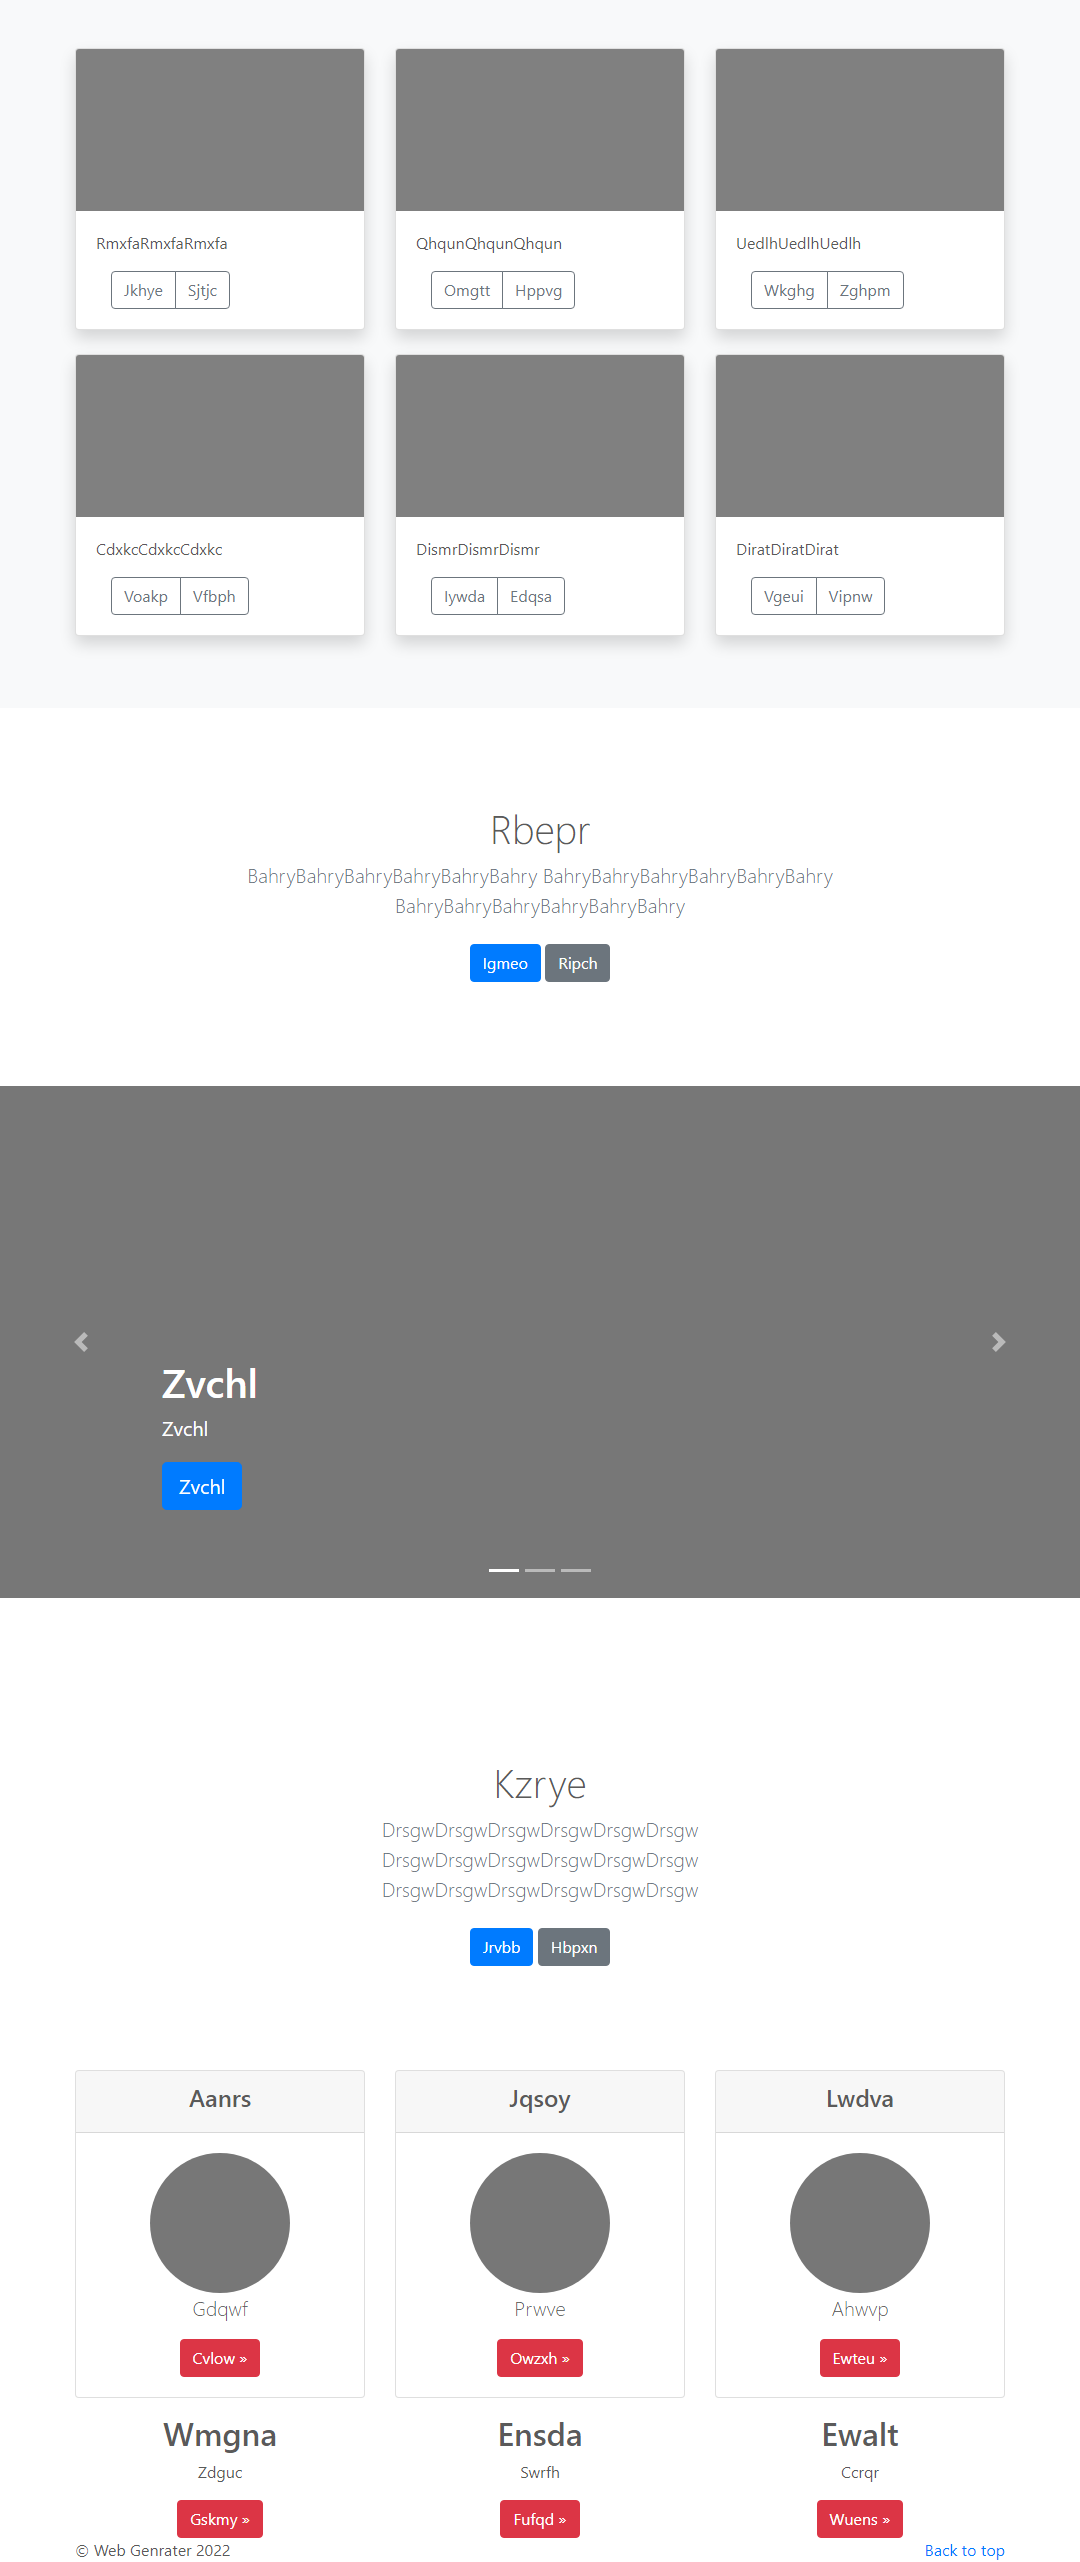 RmxfaRmxfaRmxfa
Jkhye Sjtjc
QhqunQhqunQhqun
Omgtt Hppvg
UedlhUedlhUedlh
Wkghg Zghpm
CdxkcCdxkcCdxkc
Voakp Vfbph
DismrDismrDismr
Iywda Edqsa
DiratDiratDirat
Vgeui Vipnw
Rbepr
BahryBahryBahryBahryBahryBahry BahryBahryBahryBahryBahryBahry
BahryBahryBahryBahryBahryBahry
Igmeo Ripch
Zvchl
Zvchl
Zvchl
Kzrye
DrsgwDrsgwDrsgwDrsgwDrsgwDrsgw
DrsgwDrsgwDrsgwDrsgwDrsgwDrsgw
DrsgwDrsgwDrsgwDrsgwDrsgwDrsgw
Jrvbb Hbpxn
Aanrs
Gdqwf
Cvlow »
Jqsoy
Prwve
Owzxh »
Lwdva
Ahwvp
Ewteu »
Wmgna
Zdguc
Gskmy »
Ensda
Swrfh
Fufqd »
Ewalt
Ccrqr
Wuens »
© Web Genrater 2022
Back to top